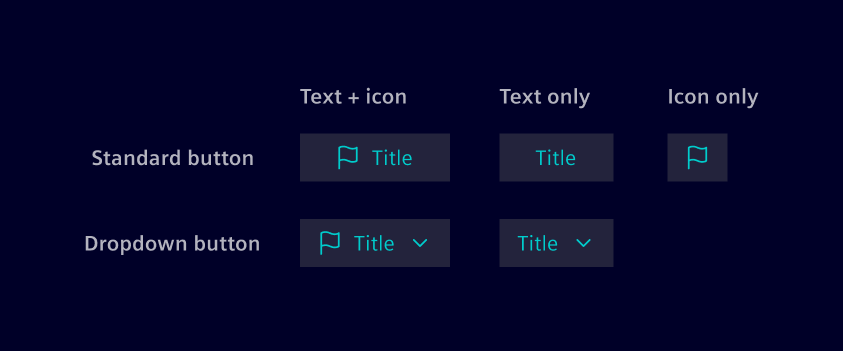 Text + icon
Text only
Icon only
Standard button
Title
Title
Dropdown button
Title
Title